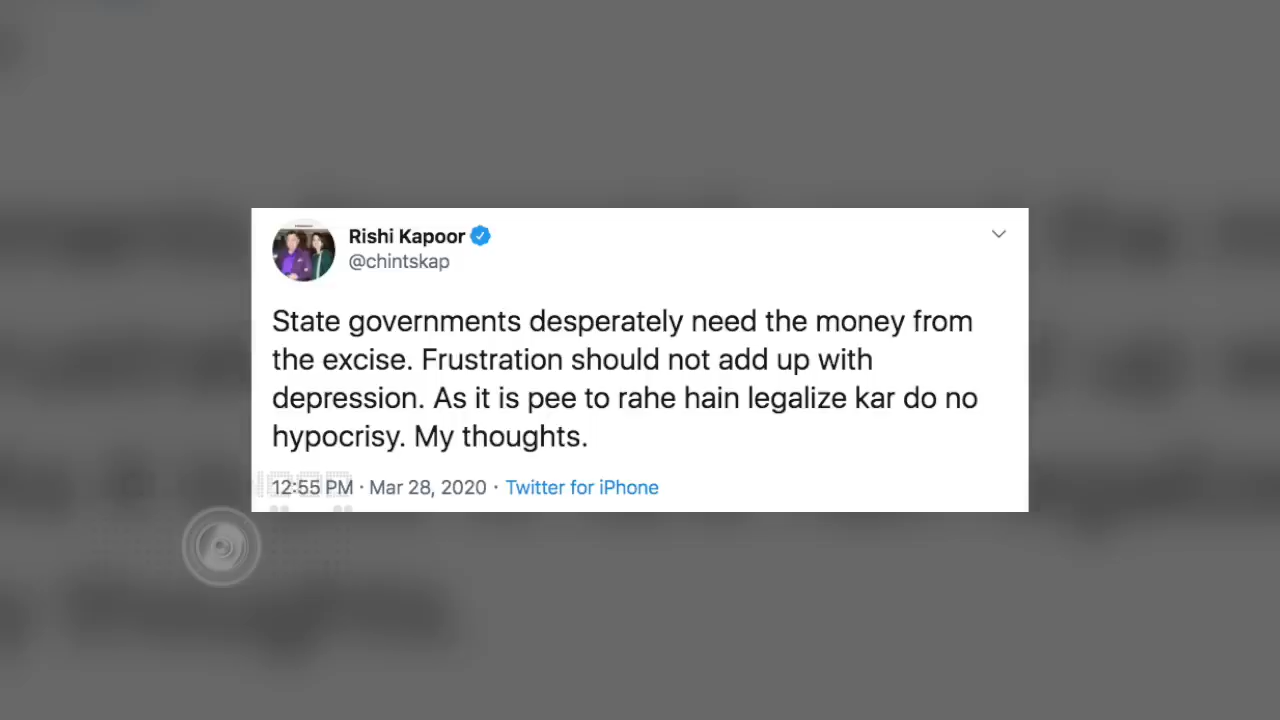 Rishi Kapoor
@chintskap
State governments desperately need the money from
the excise. Frustration should not add up with
depression. As it is pee to rahe hain legalize kar do no
hypocrisy. My thoughts.
12:55 PM · Mar 28, 2020 · Twitter for iPhone